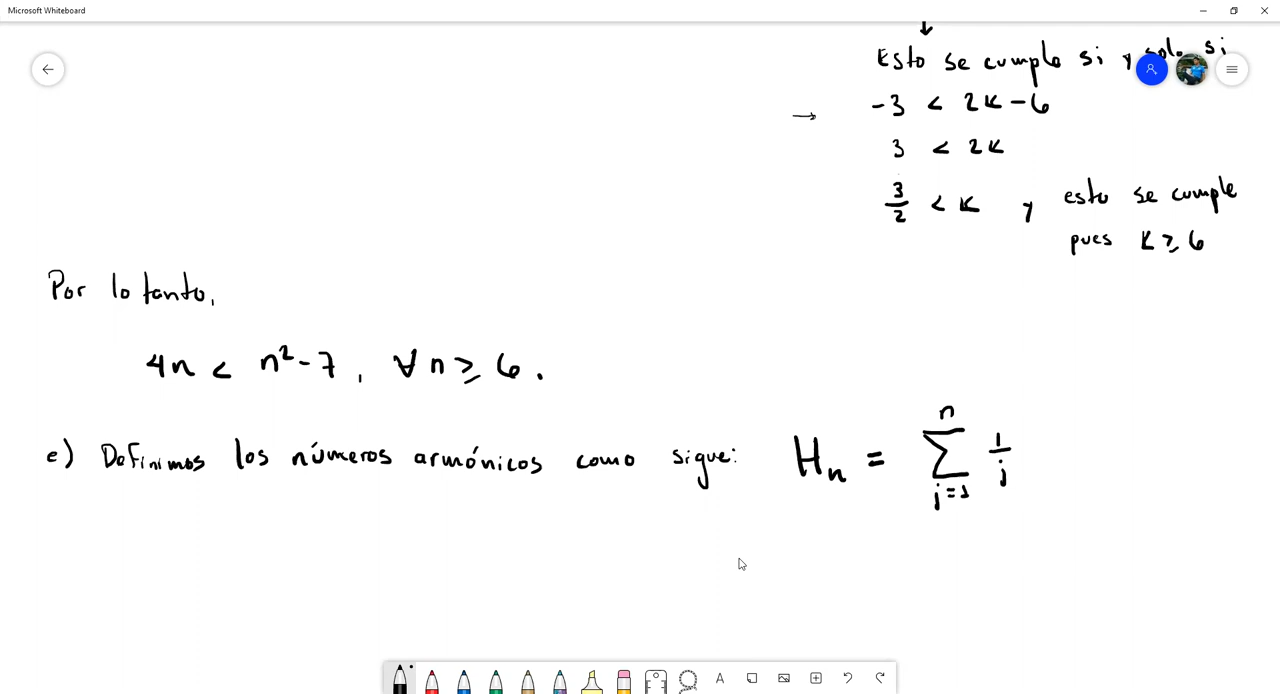 Microsoft Whiteboard
Esto se cumple si y solo si
→ -3 < 2K - 6
3 < 2K
3/2 < K y esto se cumple
pues K ≥ 6
Por lo tanto,
4n < n² - 7, ∀ n ≥ 6.
e) Definimos los números armónicos como sigue: Hₙ = ∑_{j=1}^{n} 1/j
A